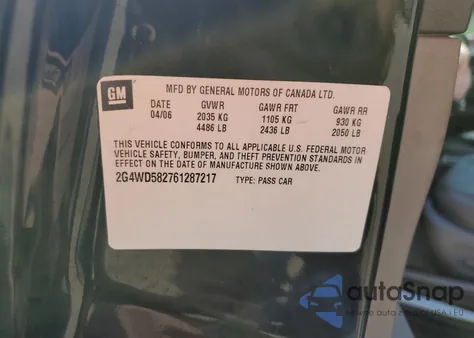 GM
MFD BY GENERAL MOTORS OF CANADA LTD.
DATE GVWR GAWR FRT GAWR RR
04/06 2035 KG 1105 KG 930 KG
4486 LB 2436 LB 2050 LB
THIS VEHICLE CONFORMS TO ALL APPLICABLE U.S. FEDERAL MOTOR
VEHICLE SAFETY, BUMPER, AND THEFT PREVENTION STANDARDS IN
EFFECT ON THE DATE OF MANUFACTURE SHOWN ABOVE.
2G4WD582761287217 TYPE: PASS CAR
autoSnap